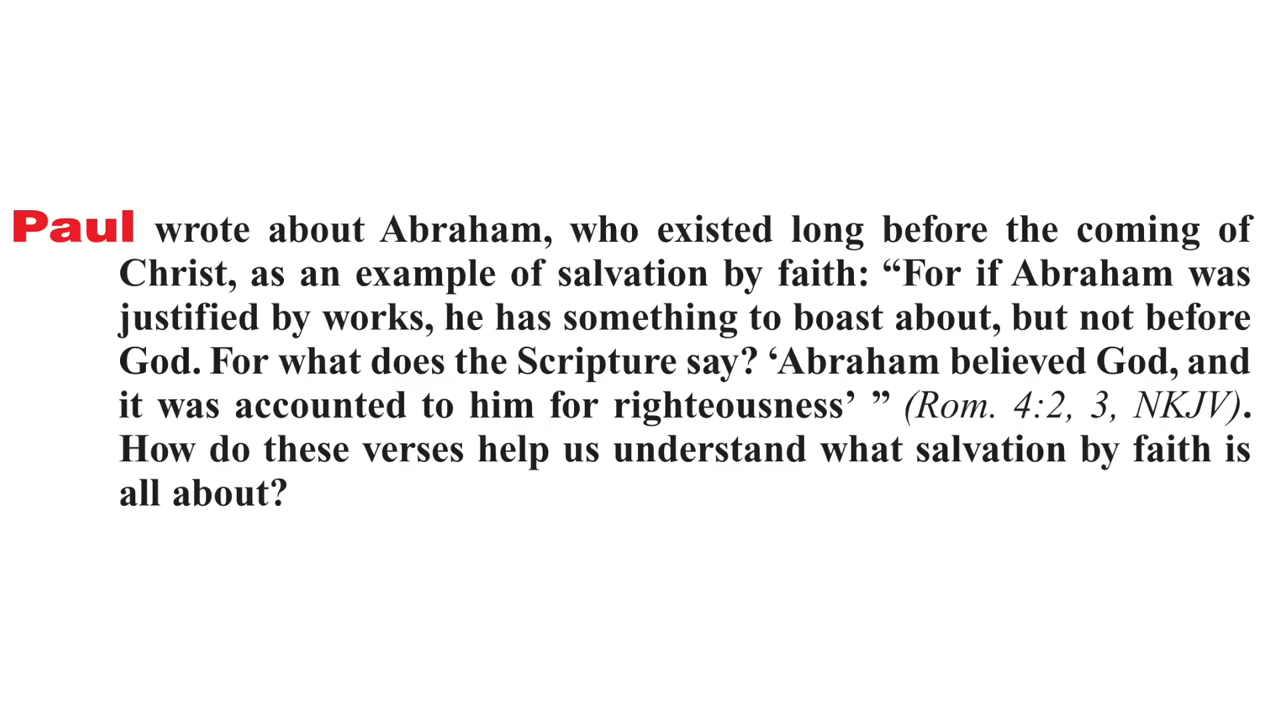 Paul wrote about Abraham, who existed long before the coming of
Christ, as an example of salvation by faith: “For if Abraham was
justified by works, he has something to boast about, but not before
God. For what does the Scripture say? ‘Abraham believed God, and
it was accounted to him for righteousness’ ” (Rom. 4:2, 3, NKJV).
How do these verses help us understand what salvation by faith is
all about?